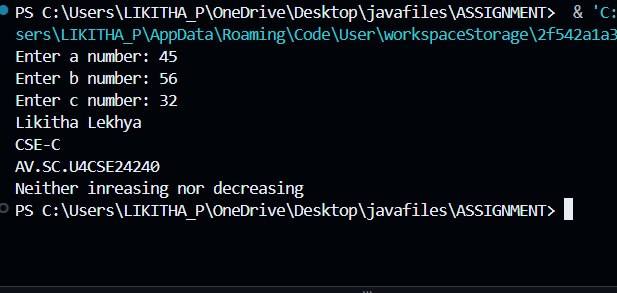 PS C:\Users\LIKITHA_P\OneDrive\Desktop\javafiles\ASSIGNMENT>  & 'C:
sers\LIKITHA_P\AppData\Roaming\Code\User\workspaceStorage\2f542a1a3
Enter a number: 45
Enter b number: 56
Enter c number: 32
Likitha Lekhya
CSE-C
AV.SC.U4CSE24240
Neither inreasing nor decreasing
PS C:\Users\LIKITHA_P\OneDrive\Desktop\javafiles\ASSIGNMENT>